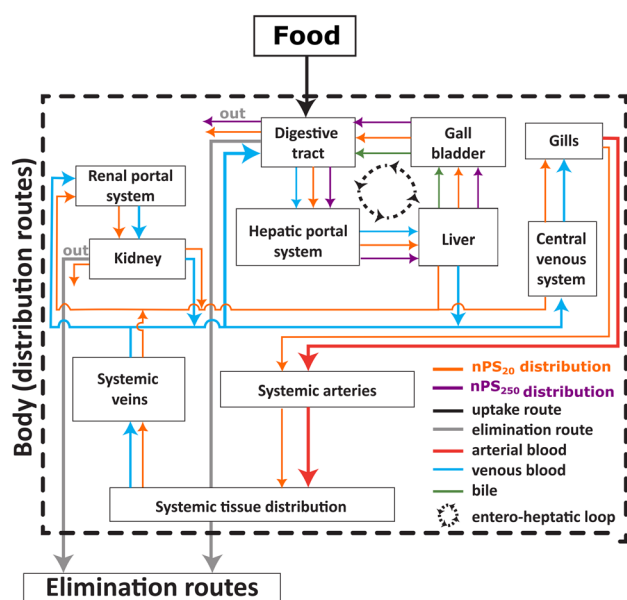 Food
Body (distribution routes)
out
Digestive
tract
Gall
bladder
Gills
Renal portal
system
Hepatic portal
system
Liver
Central
venous
system
out
Kidney
Systemic
veins
Systemic arteries
Systemic tissue distribution
nPS20 distribution
nPS250 distribution
uptake route
elimination route
arterial blood
venous blood
bile
entero-heptatic loop
Elimination routes